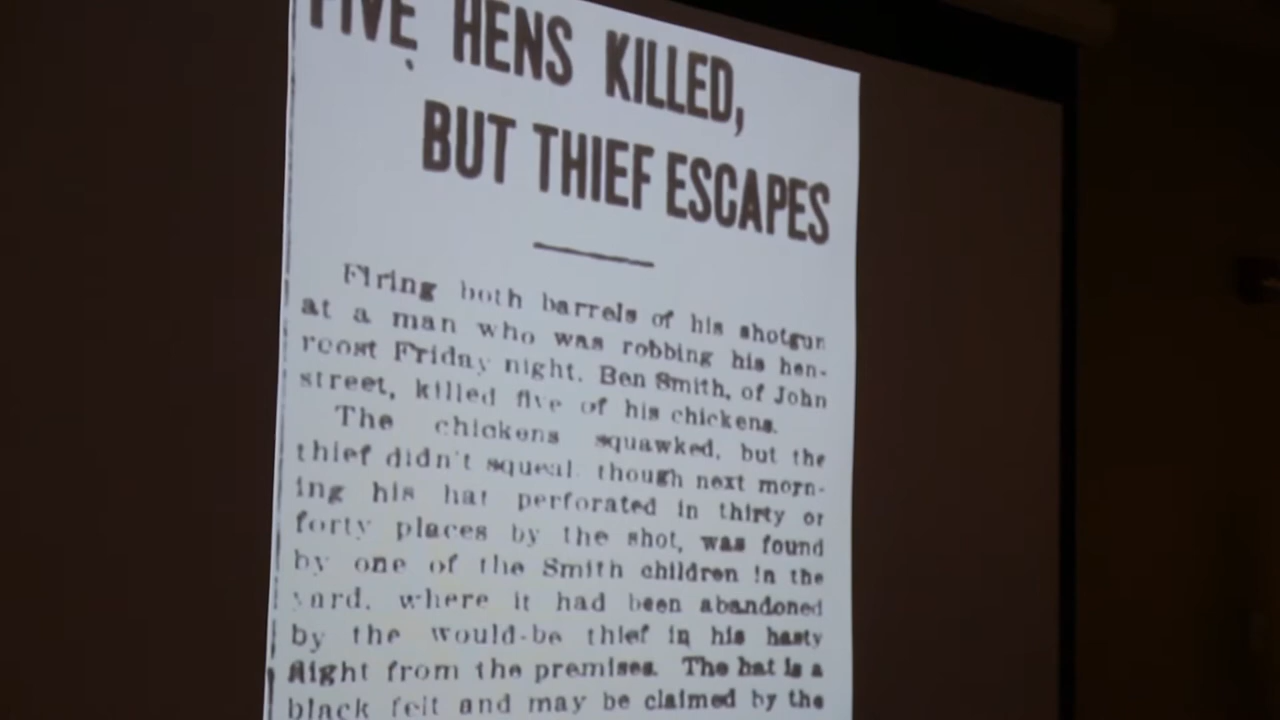 FIVE HENS KILLED,
BUT THIEF ESCAPES
Firing both barrels of his shotgun
at a man who was robbing his hen-
roost Friday night. Ben Smith, of John
street, killed five of his chickens.
The chickens squawked, but the
thief didn't squeal though next morn-
ing his hat perforated in thirty or
forty places by the shot, was found
by one of the Smith children in the
yard, where it had been abandoned
by the would-be thief in his hasty
flight from the premises. The hat is a
black felt and may be claimed by the